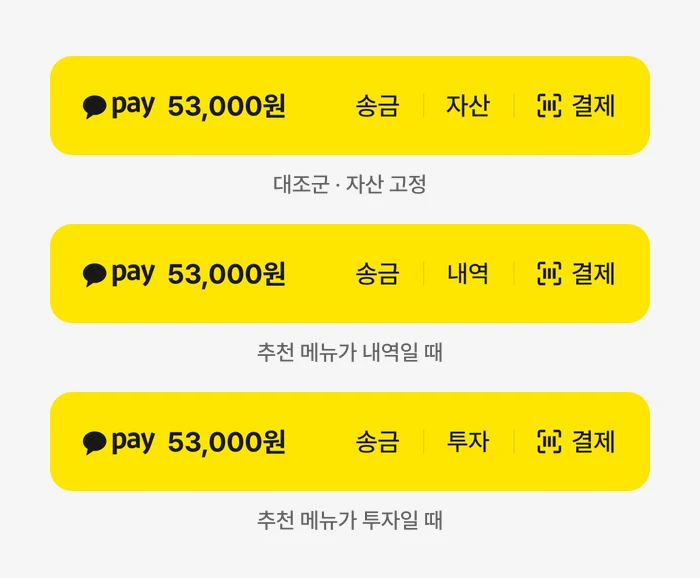 pay 53,000원 송금 자산 결제
대조군 · 자산 고정
pay 53,000원 송금 내역 결제
추천 메뉴가 내역일 때
pay 53,000원 송금 투자 결제
추천 메뉴가 투자일 때